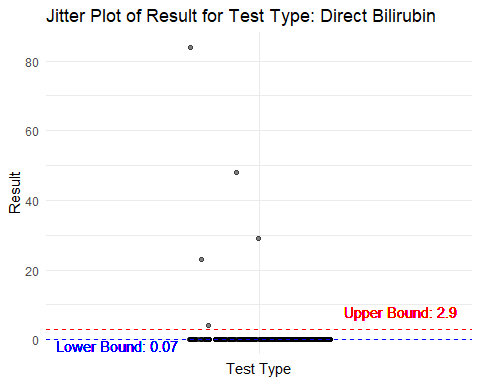 Jitter Plot of Result for Test Type: Direct Bilirubin
Result
80
60
40
20
0
Upper Bound: 2.9
Lower Bound: 0.07
Test Type